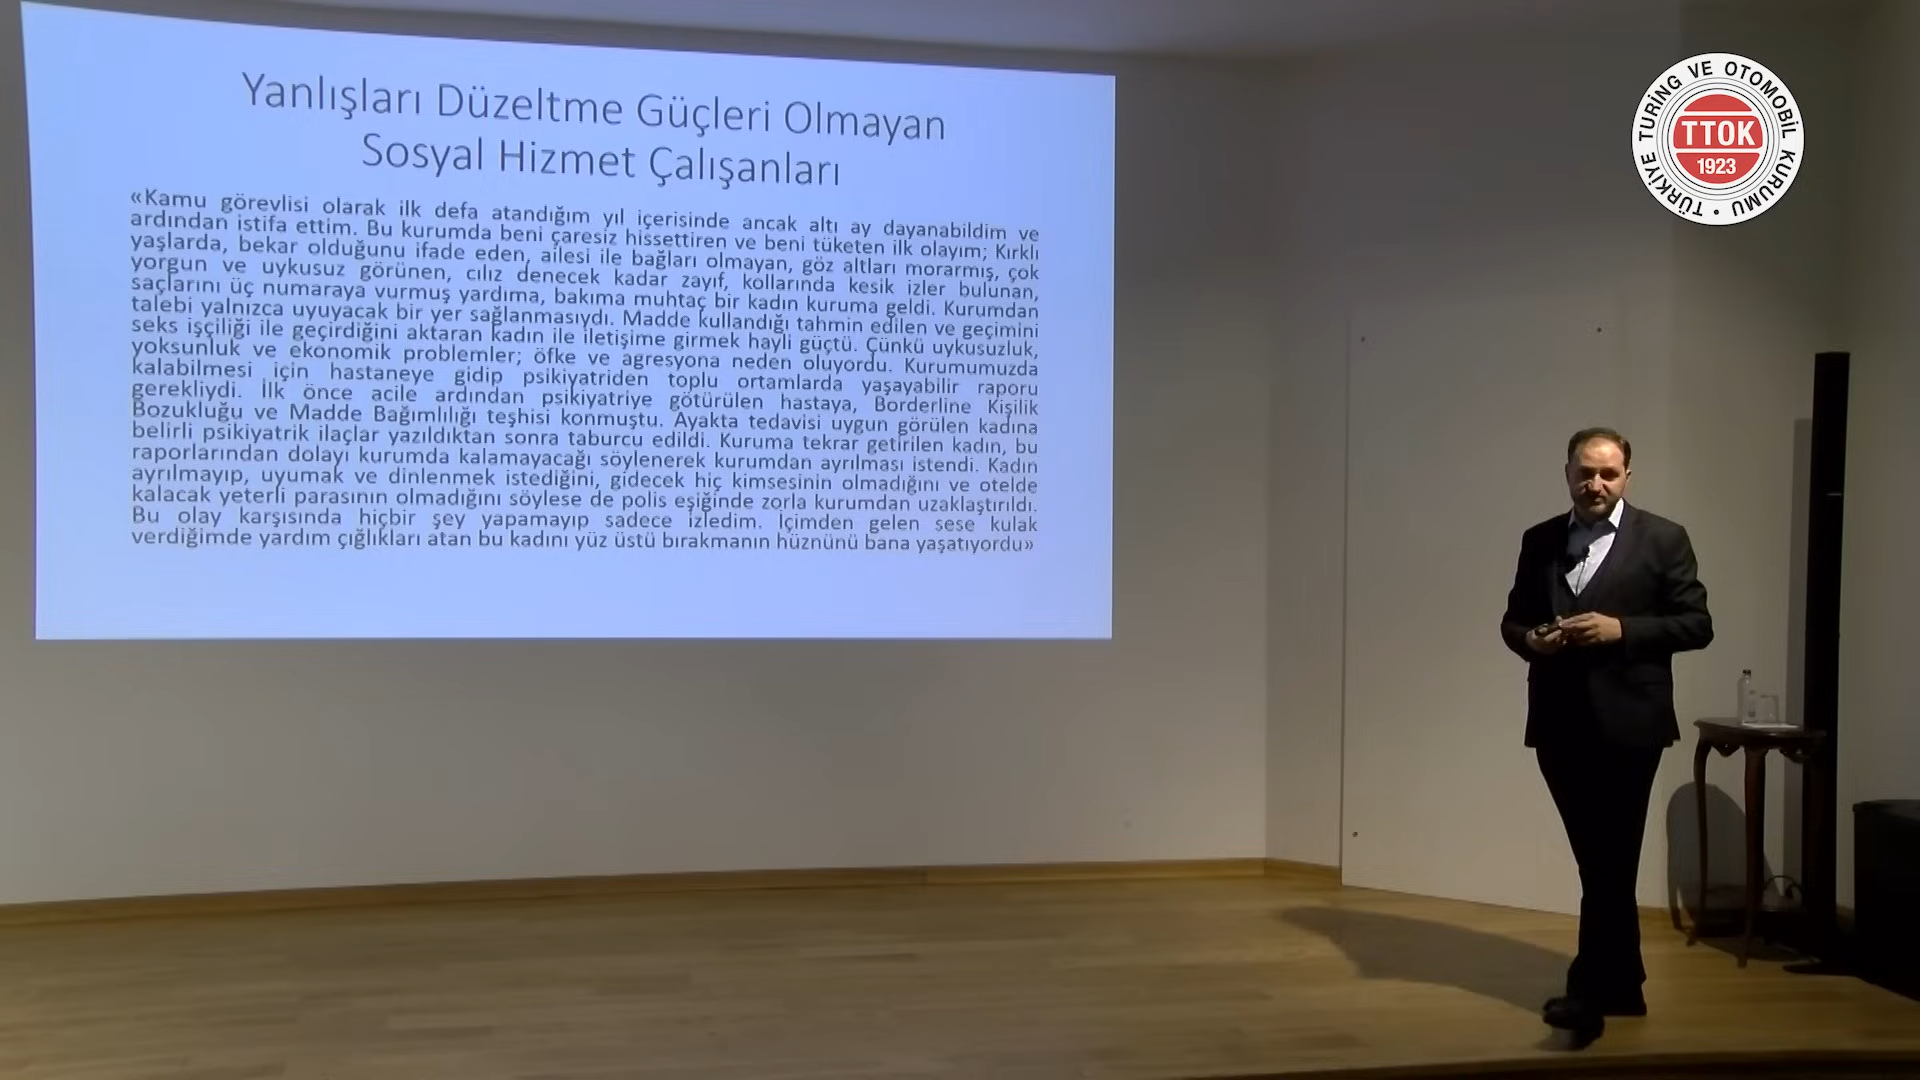 Yanlışları Düzeltme Güçleri Olmayan
Sosyal Hizmet Çalışanları
«Kamu görevlisi olarak ilk defa atandığım yıl içerisinde ancak altı ay dayanabildim ve
ardından istifa ettim. Bu kurumda beni çaresiz hissettiren ve beni tüketen ilk olayım; Kırklı
yaşlarda, bekar olduğunu ifade eden, ailesi ile bağları olmayan, göz altları morarmış, çok
yorgun ve uykusuz görünen, cılız denecek kadar zayıf, kollarında kesik izler bulunan,
saçlarını üç numaraya vurmuş yardıma, bakıma muhtaç bir kadın kuruma geldi. Kurumdan
talebi yalnızca uyuyacak bir yer sağlanmasıydı. Madde kullandığı tahmin edilen ve geçimini
seks işçiliği ile geçirdiğini aktaran kadın ile iletişime girmek hayli güçtü. Çünkü uykusuzluk,
yoksunluk ve ekonomik problemler; öfke ve agresyona neden oluyordu. Kurumumuzda
kalabilmesi için hastaneye gidip psikiyatriden toplu ortamlarda yaşayabilir raporu
gerekliydi. İlk önce acile ardından psikiyatriye götürülen hastaya, Borderline Kişilik
Bozukluğu ve Madde Bağımlılığı teşhisi konmuştu. Ayakta tedavisi uygun görülen kadına
belirli psikiyatrik ilaçlar yazıldıktan sonra taburcu edildi. Kuruma tekrar getirilen kadın, bu
raporlarından dolayı kurumda kalamayacağı söylenerek kurumdan ayrılması istendi. Kadın
ayrılmayıp, uyumak ve dinlenmek istediğini, gidecek hiç kimsesinin olmadığını ve otelde
kalacak yeterli parasının olmadığını söylese de polis eşiğinde zorla kurumdan uzaklaştırıldı.
Bu olay karşısında hiçbir şey yapamayıp sadece izledim. İçimden gelen sese kulak
verdiğimde yardım çığlıkları atan bu kadını yüz üstü bırakmanın hüznünü bana yaşatıyordu»
TÜRKİYE TURİNG VE OTOMOBİL KURUMU •
TTOK
1923